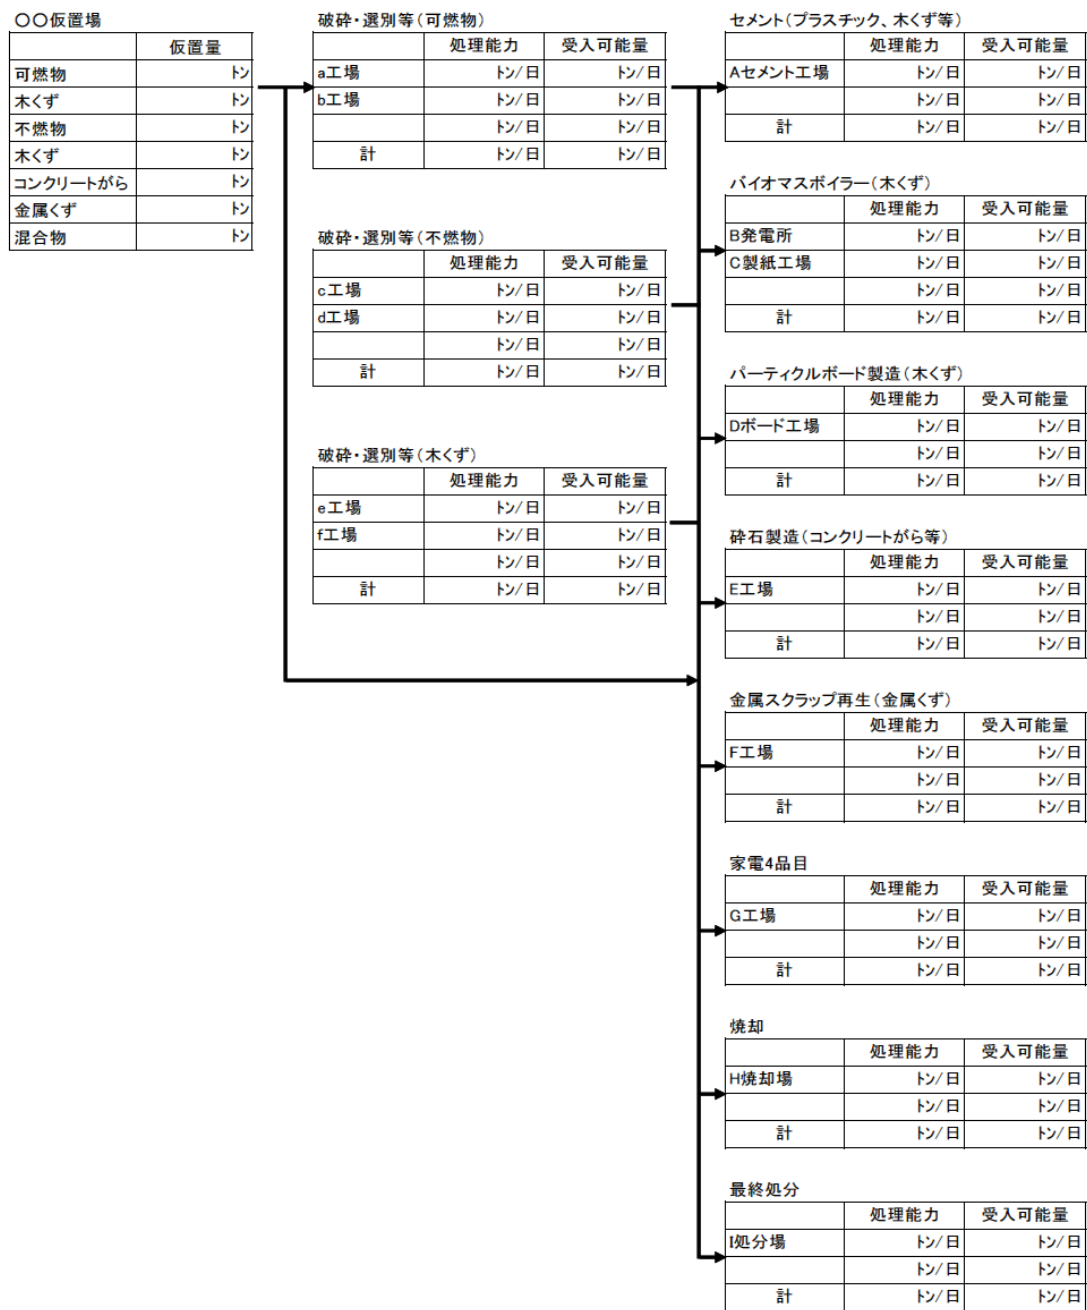 〇〇仮置場
仮置量
可燃物 トン
木くず トン
不燃物 トン
木くず トン
コンクリートがら トン
金属くず トン
混合物 トン
破砕・選別等(可燃物)
処理能力 受入可能量
a工場 トン/日 トン/日
b工場 トン/日 トン/日
トン/日 トン/日
計 トン/日 トン/日
破砕・選別等(不燃物)
処理能力 受入可能量
c工場 トン/日 トン/日
d工場 トン/日 トン/日
トン/日 トン/日
計 トン/日 トン/日
破砕・選別等(木くず)
処理能力 受入可能量
e工場 トン/日 トン/日
f工場 トン/日 トン/日
トン/日 トン/日
計 トン/日 トン/日
セメント(プラスチック、木くず等)
処理能力 受入可能量
Aセメント工場 トン/日 トン/日
トン/日 トン/日
計 トン/日 トン/日
バイオマスボイラー(木くず)
処理能力 受入可能量
B発電所 トン/日 トン/日
C製紙工場 トン/日 トン/日
トン/日 トン/日
計 トン/日 トン/日
パーティクルボード製造(木くず)
処理能力 受入可能量
Dボード工場 トン/日 トン/日
トン/日 トン/日
計 トン/日 トン/日
砕石製造(コンクリートがら等)
処理能力 受入可能量
E工場 トン/日 トン/日
トン/日 トン/日
計 トン/日 トン/日
金属スクラップ再生(金属くず)
処理能力 受入可能量
F工場 トン/日 トン/日
トン/日 トン/日
計 トン/日 トン/日
家電4品目
処理能力 受入可能量
G工場 トン/日 トン/日
トン/日 トン/日
計 トン/日 トン/日
焼却
処理能力 受入可能量
H焼却場 トン/日 トン/日
トン/日 トン/日
計 トン/日 トン/日
最終処分
処理能力 受入可能量
I処分場 トン/日 トン/日
トン/日 トン/日
計 トン/日 トン/日